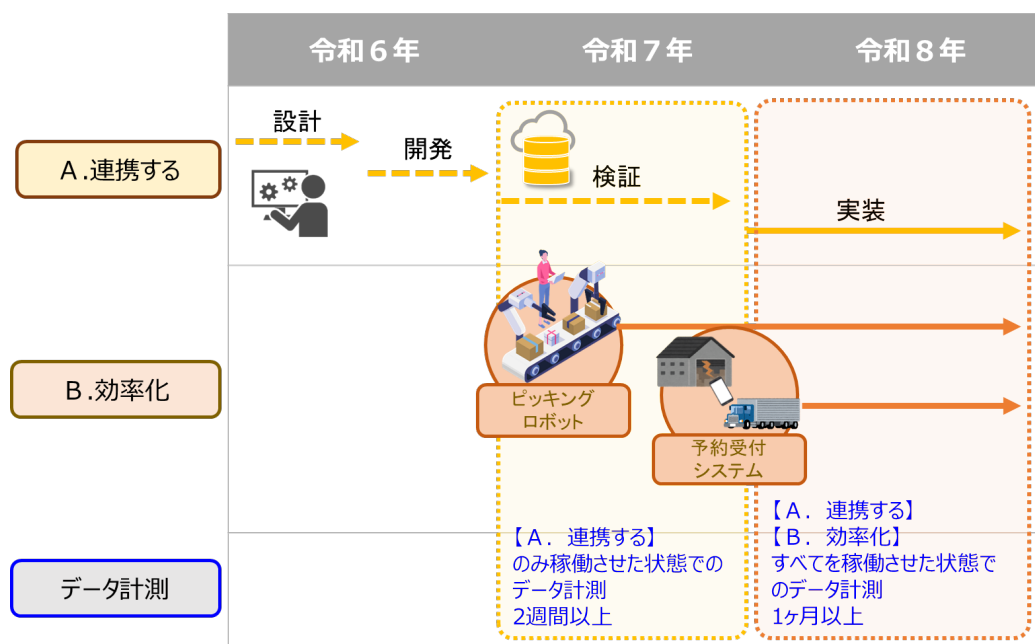 令和６年
令和７年
令和８年
Ａ.連携する
設計
開発
検証
実装
Ｂ.効率化
ピッキング
ロボット
予約受付
システム
データ計測
【Ａ．連携する】
のみ稼働させた状態での
データ計測
2週間以上
【Ａ．連携する】
【Ｂ．効率化】
すべてを稼働させた状態で
のデータ計測
1ヶ月以上